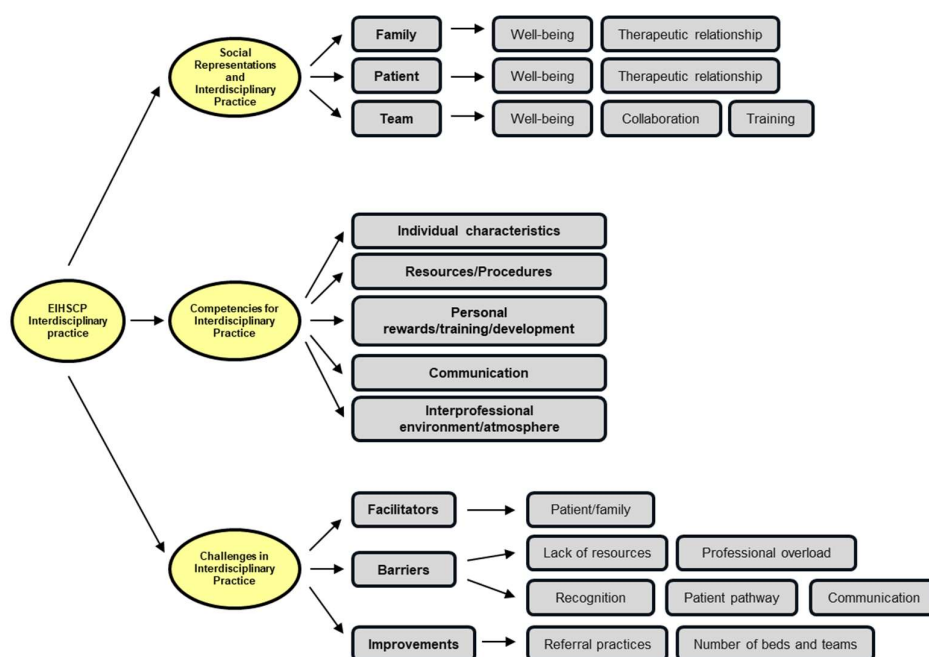 Social
Representations
and
Interdisciplinary
Practice
Family
Well-being
Therapeutic relationship
Patient
Well-being
Therapeutic relationship
Team
Well-being
Collaboration
Training
EIHSCP
Interdisciplinary
practice
Competencies for
Interdisciplinary
Practice
Individual characteristics
Resources/Procedures
Personal
rewards/training/development
Communication
Interprofessional
environment/atmosphere
Challenges in
Interdisciplinary
Practice
Facilitators
Patient/family
Barriers
Lack of resources
Professional overload
Recognition
Patient pathway
Communication
Improvements
Referral practices
Number of beds and teams